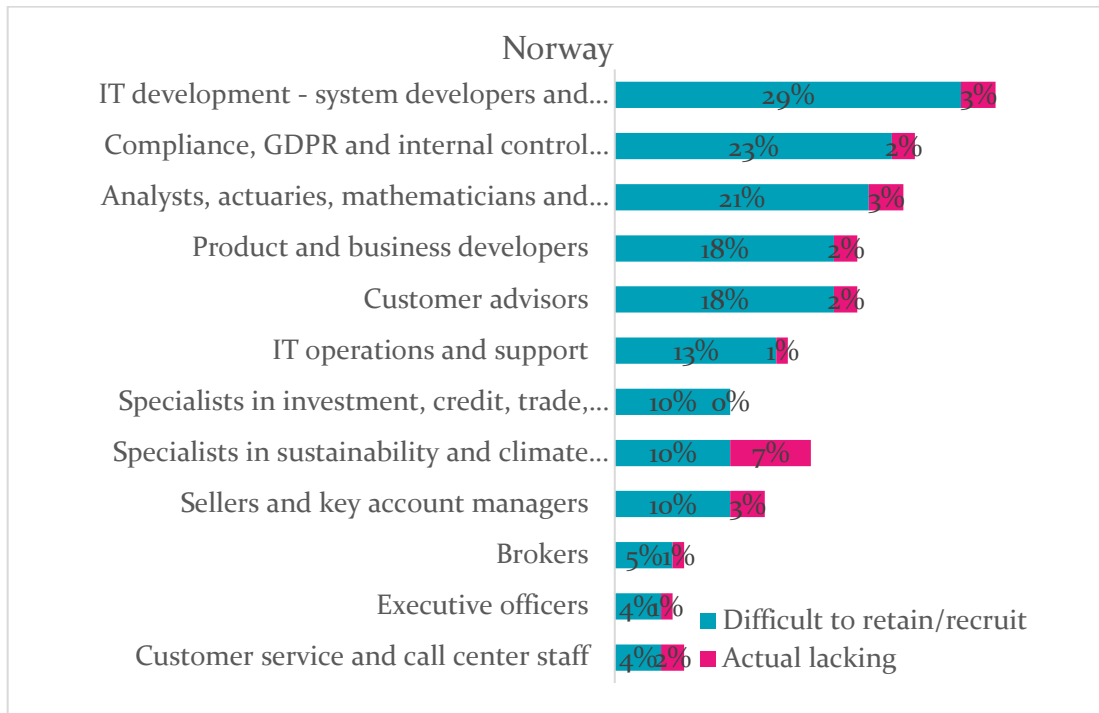 Norway
IT development - system developers and... 29% 3%
Compliance, GDPR and internal control... 23% 2%
Analysts, actuaries, mathematicians and... 21% 3%
Product and business developers 18% 2%
Customer advisors 18% 2%
IT operations and support 13% 1%
Specialists in investment, credit, trade,... 10% 0%
Specialists in sustainability and climate... 10% 7%
Sellers and key account managers 10% 3%
Brokers 5% 1%
Executive officers 4% 1%
Difficult to retain/recruit
Customer service and call center staff 4% 2%
Actual lacking